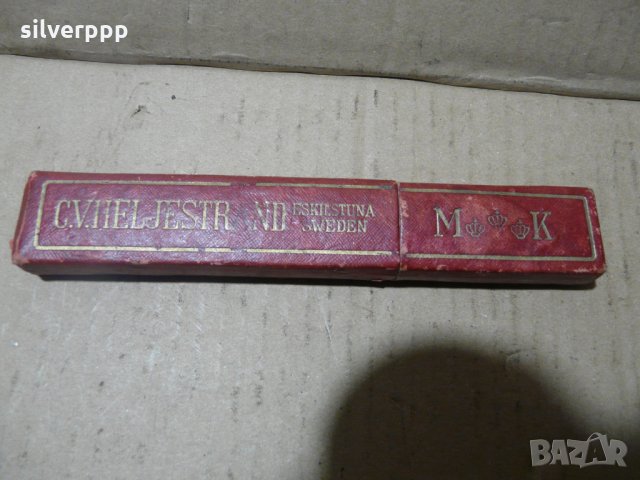 silverppp
C.V.HELJESTR ND ESKILSTUNA
SWEDEN
M K
BAZAR